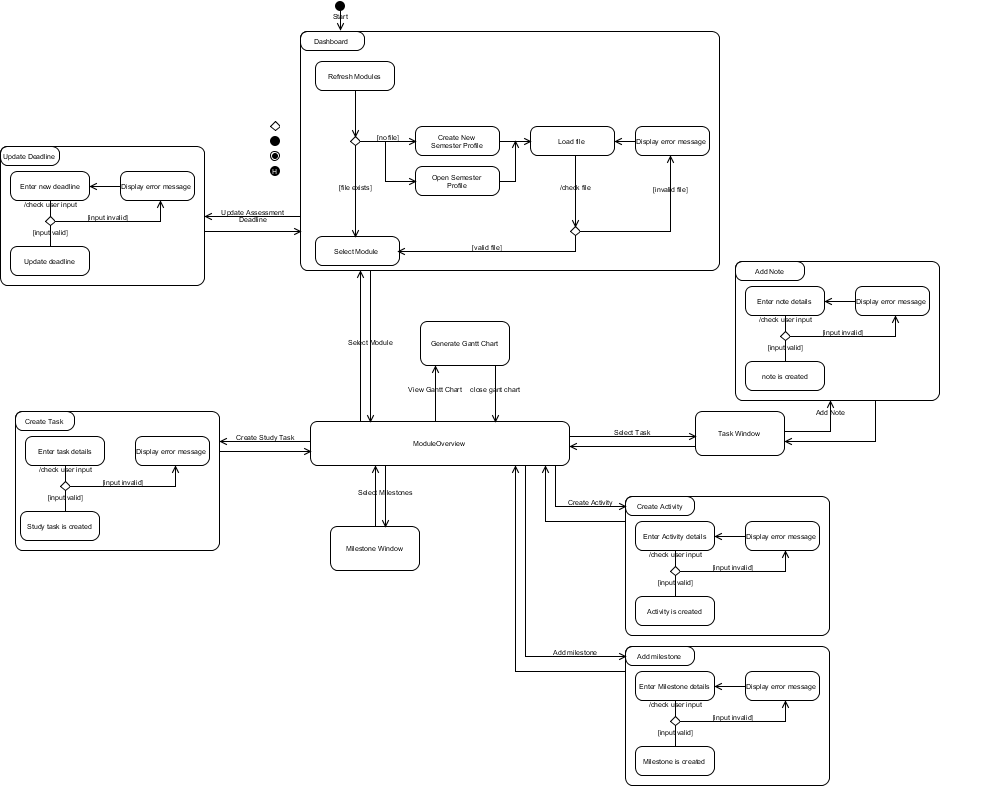 Start
Dashboard
Refresh Modules
[no file]
Create New
Semester Profile
Load file
Display error message
Open Semester
Profile
[file exists]
/check file
[invalid file]
Select Module
[valid file]
H
Update Deadline
Enter new deadline
Display error message
/check user input
[input invalid]
[input valid]
Update deadline
Update Assessment
Deadline
Add Note
Enter note details
Display error message
/check user input
[input invalid]
[input valid]
note is created
Add Note
Select Module
Generate Gantt Chart
View Gantt Chart
close gant chart
Create Task
Enter task details
Display error message
/check user input
[input invalid]
[input valid]
Study task is created
Create Study Task
ModuleOverview
Select Task
Task Window
Select Milestones
Milestone Window
Create Activity
Create Activity
Enter Activity details
Display error message
/check user input
[input invalid]
[input valid]
Activity is created
Add milestone
Add milestone
Enter Milestone details
Display error message
/check user input
[input invalid]
[input valid]
Milestone is created